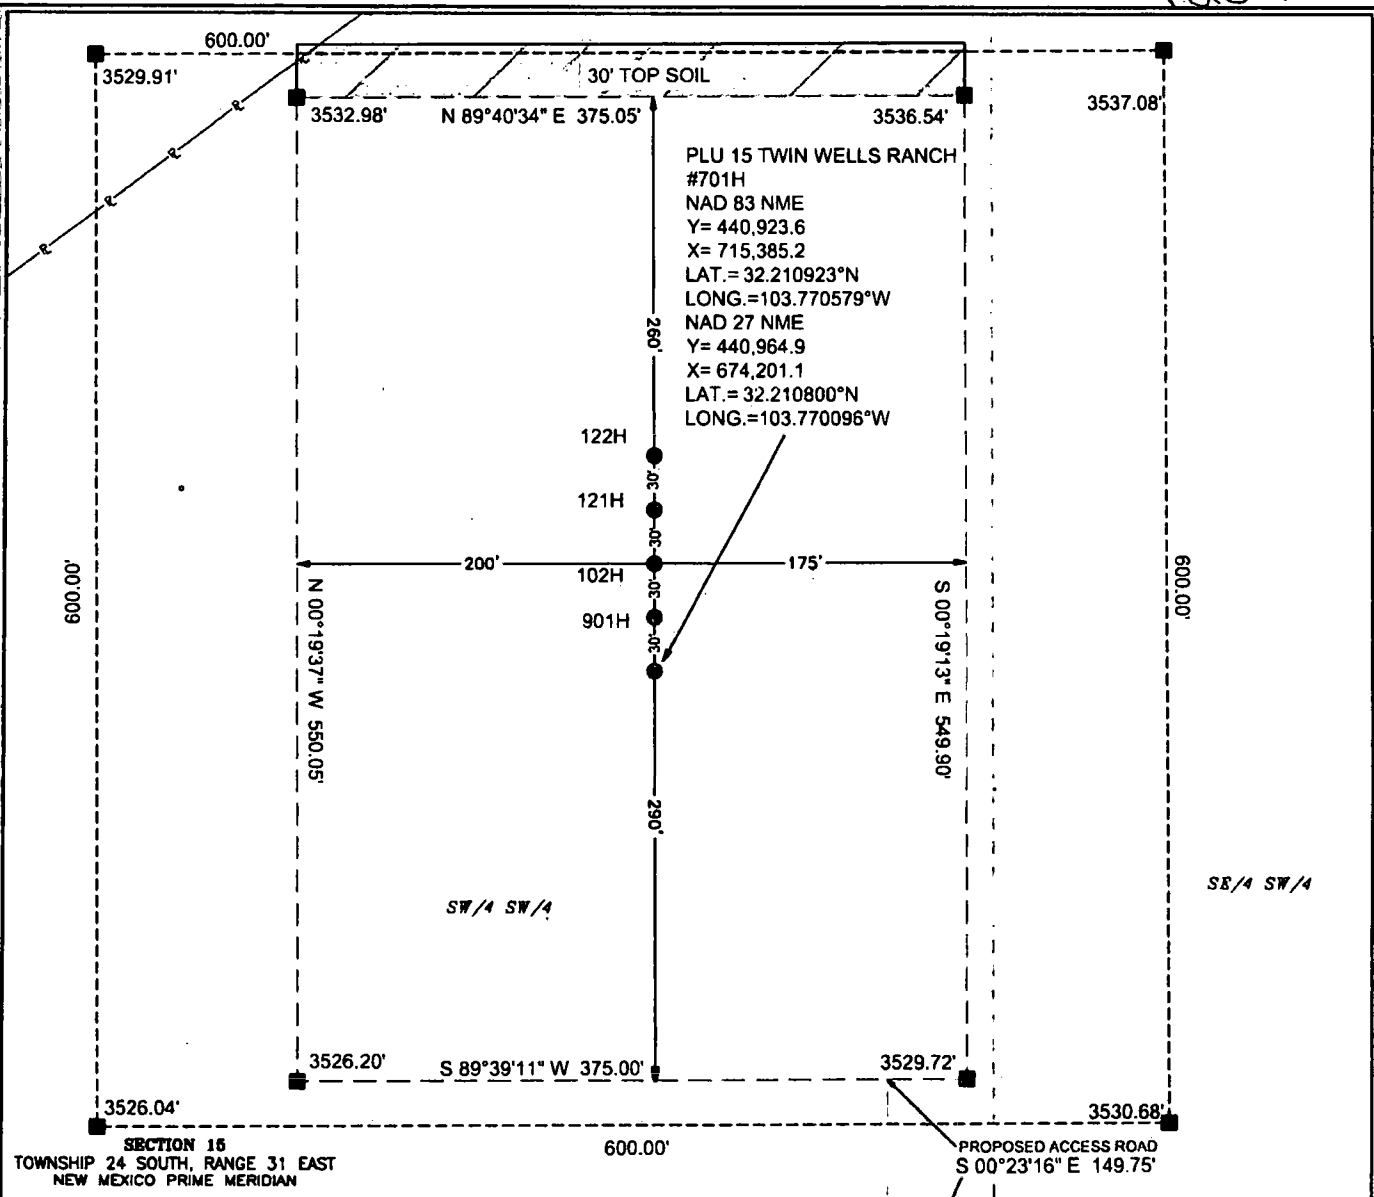 600.00'
3529.91'
30' TOP SOIL
3537.08'
3532.98'
N 89°40'34" E 375.05'
3536.54'
PLU 15 TWIN WELLS RANCH
#701H
NAD 83 NME
Y= 440,923.6
X= 715,385.2
LAT.= 32.210923°N
LONG.=103.770579°W
NAD 27 NME
Y= 440,964.9
X= 674,201.1
LAT.= 32.210800°N
LONG.=103.770096°W
260'
122H
30'
121H
30'
200'
175'
102H
30'
901H
30'
600.00'
N 00°19'37" W 550.05'
S 00°19'13" E 549.90'
600.00'
290'
SW/4 SW/4
SE/4 SW/4
3526.20'
S 89°39'11" W 375.00'
3529.72'
3526.04'
3530.68'
600.00'
SECTION 15
TOWNSHIP 24 SOUTH, RANGE 31 EAST
NEW MEXICO PRIME MERIDIAN
PROPOSED ACCESS ROAD
S 00°23'16" E 149.75'